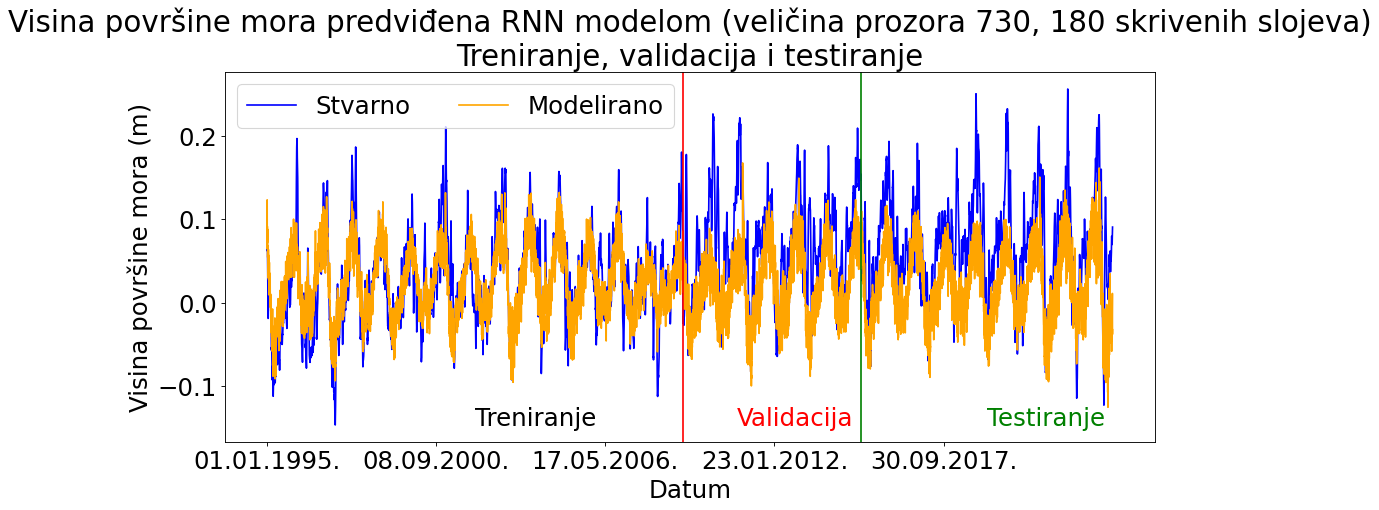 Visina površine mora predviđena RNN modelom (veličina prozora 730, 180 skrivenih slojeva)
Treniranje, validacija i testiranje
Stvarno
Modelirano
Visina površine mora (m)
0.2
0.1
0.0
−0.1
Treniranje
Validacija
Testiranje
01.01.1995.
08.09.2000.
17.05.2006.
23.01.2012.
30.09.2017.
Datum